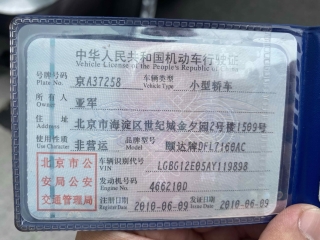 中华人民共和国机动车行驶证
Vehicle License of the People's Republic of China
号牌号码 京A37258 车辆类型 小型轿车
Plate No. Vehicle Type
所有人 亚军
Owner
住址 北京市海淀区世纪城金夕园2号楼1509号
Address
使用性质 非营运 品牌型号 颐达牌DFL7160AC
Use Character Model
北京市公安局公安交通管理局
车辆识别代号 LGBG12E05AY119898
VIN
发动机号码 466210D
Engine No.
注册日期 2010-06-09 发证日期 2010-06-09
Register Date Issue Date